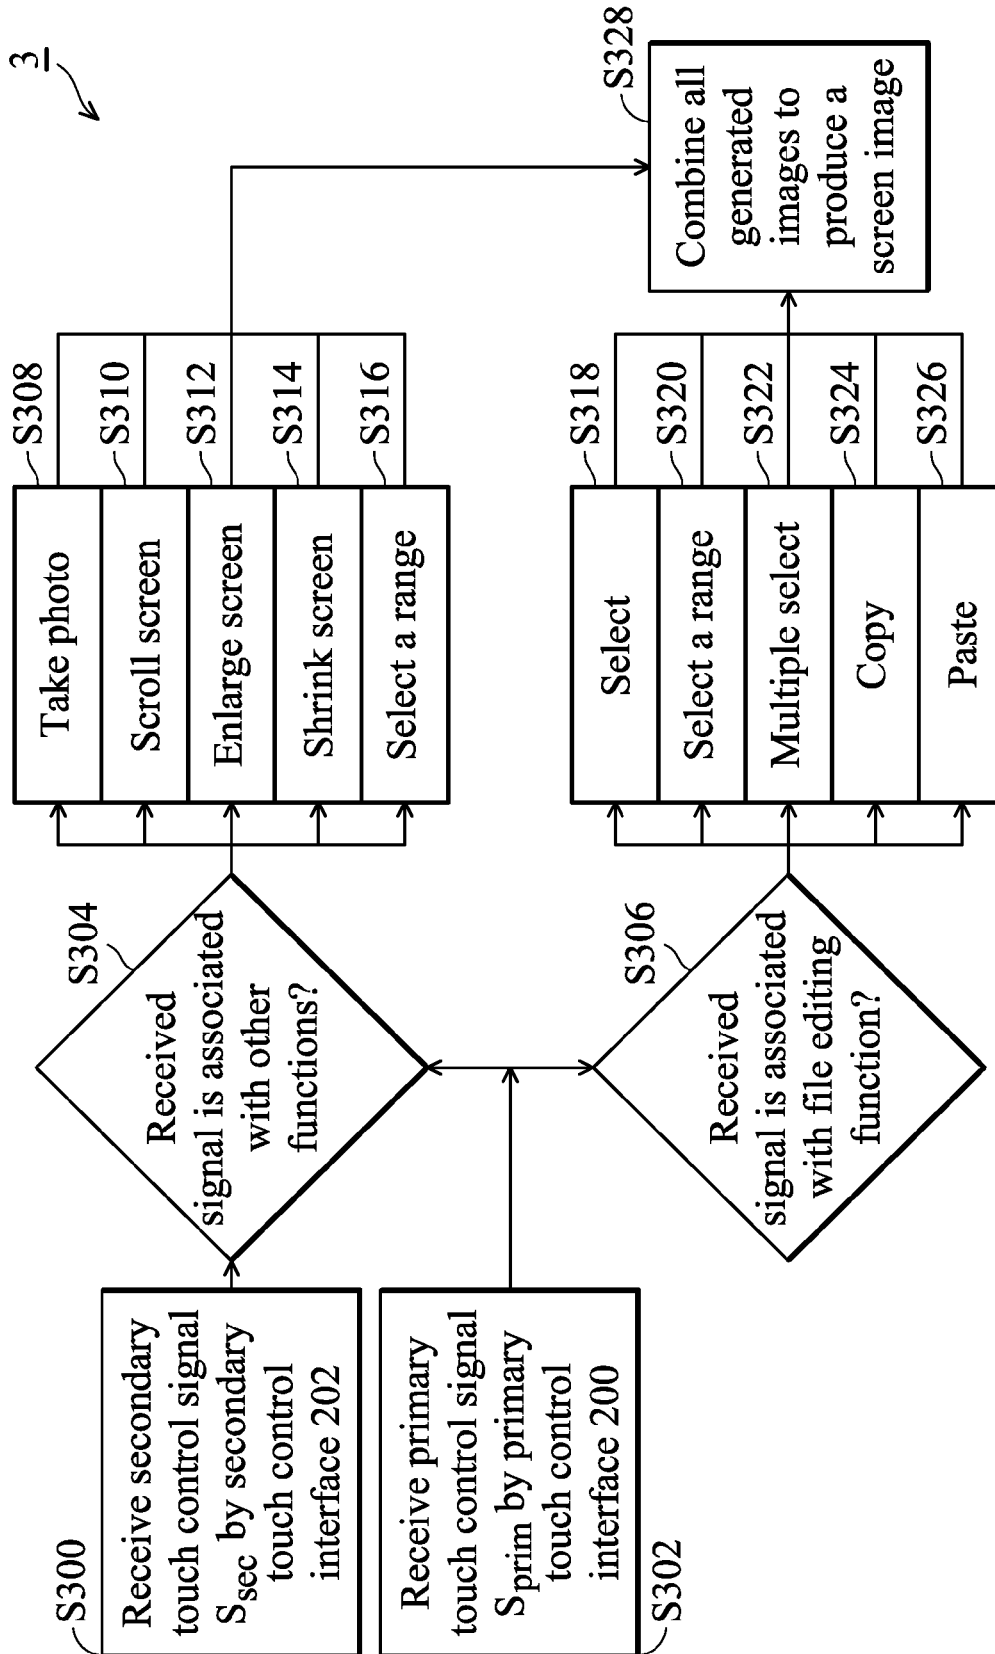 3
S300
Receive secondary
touch control signal
Ssec by secondary
touch control
interface 202
Receive primary
touch control signal
Sprim by primary
touch control
interface 200
S302
S304
Received
signal is associated
with other
functions?
S306
Received
signal is associated
with file editing
function?
Take photo
S308
Scroll screen
S310
Enlarge screen
S312
Shrink screen
S314
Select a range
S316
Select
S318
Select a range
S320
Multiple select
S322
Copy
S324
Paste
S326
S328
Combine all
generated
images to
produce a
screen image